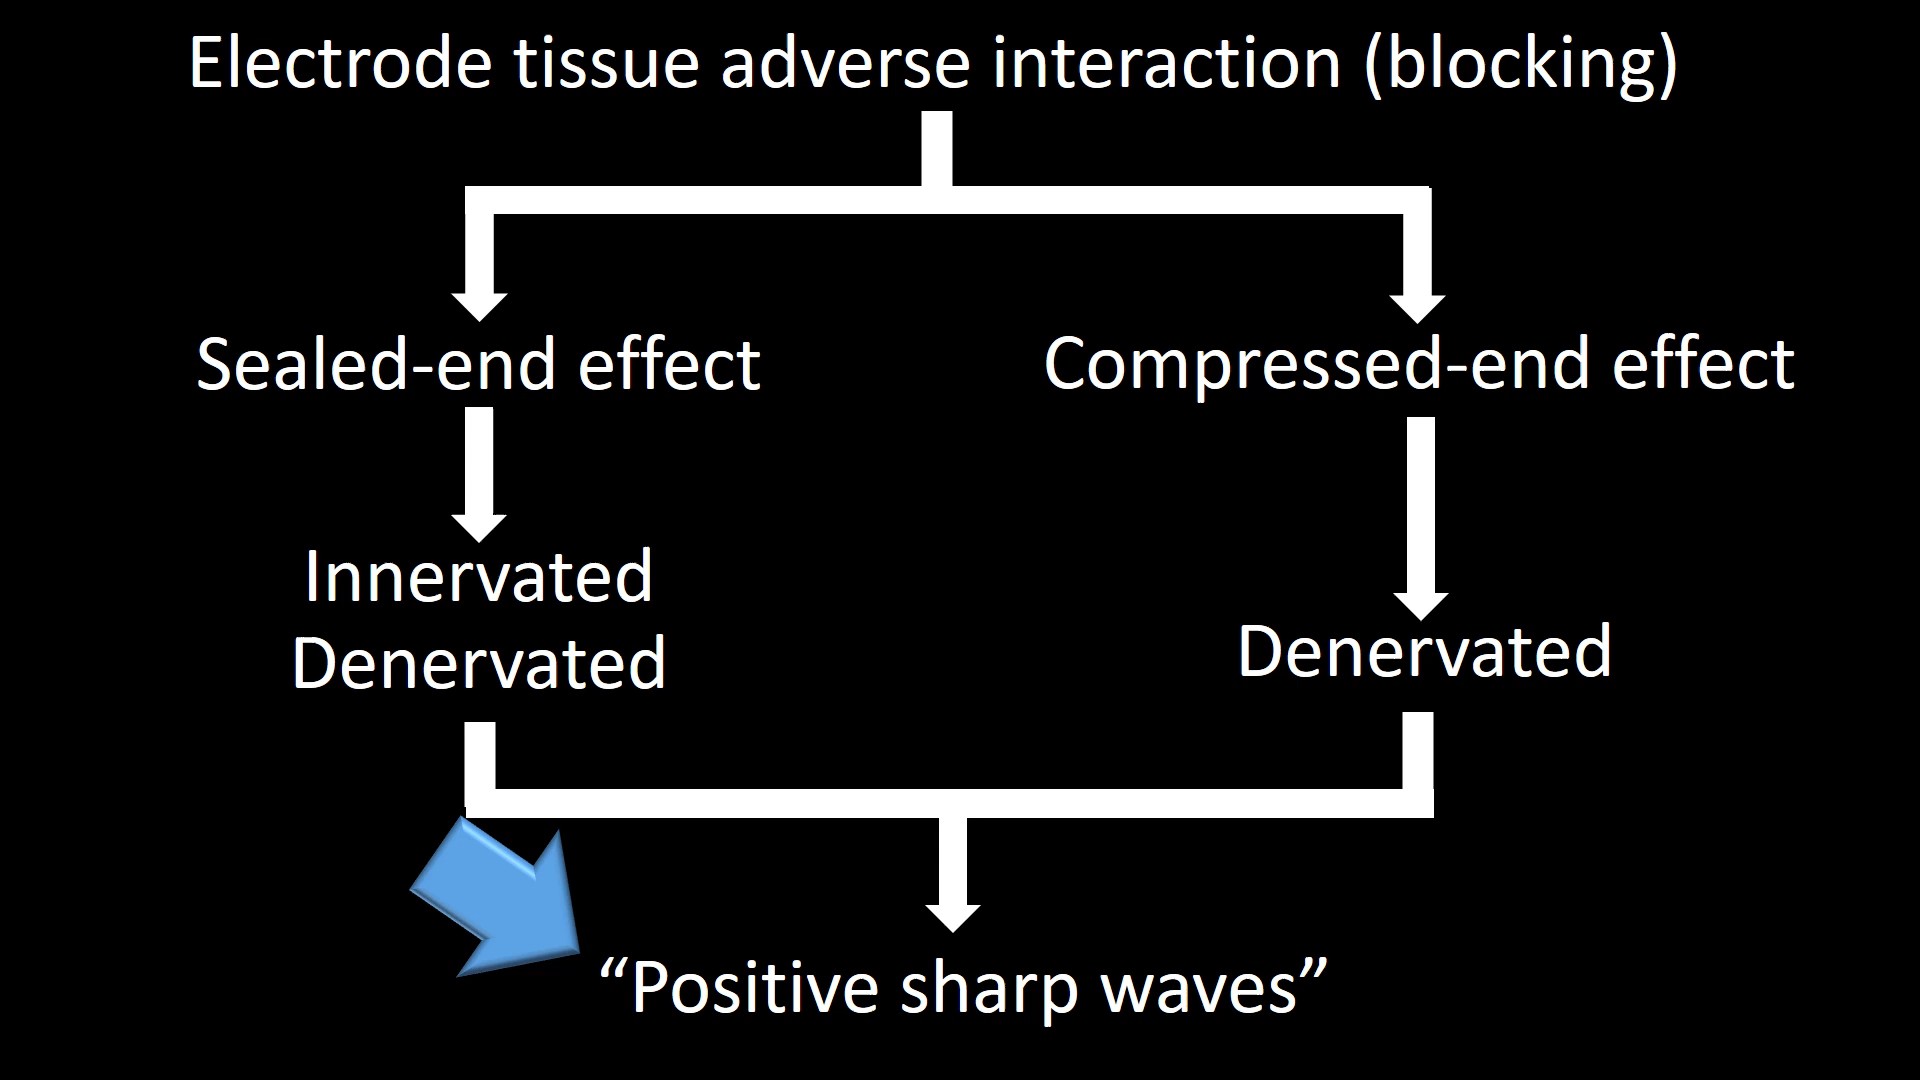 Electrode tissue adverse interaction (blocking)
Sealed-end effect
Compressed-end effect
Innervated
Denervated
Denervated
“Positive sharp waves”